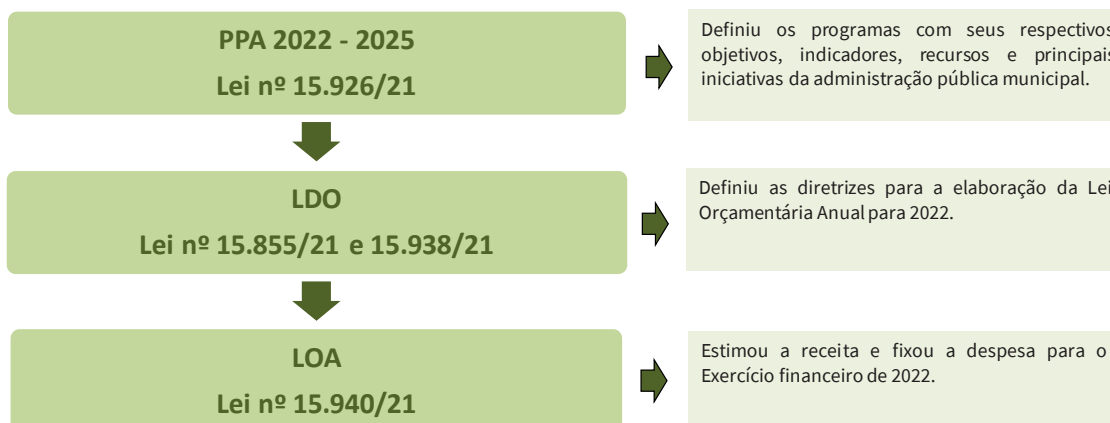 PPA 2022 - 2025
Lei nº 15.926/21
Definiu os programas com seus respectivos
objetivos, indicadores, recursos e principais
iniciativas da administração pública municipal.
LDO
Lei nº 15.855/21 e 15.938/21
Definiu as diretrizes para a elaboração da Lei
Orçamentária Anual para 2022.
LOA
Lei nº 15.940/21
Estimou a receita e fixou a despesa para o
Exercício financeiro de 2022.